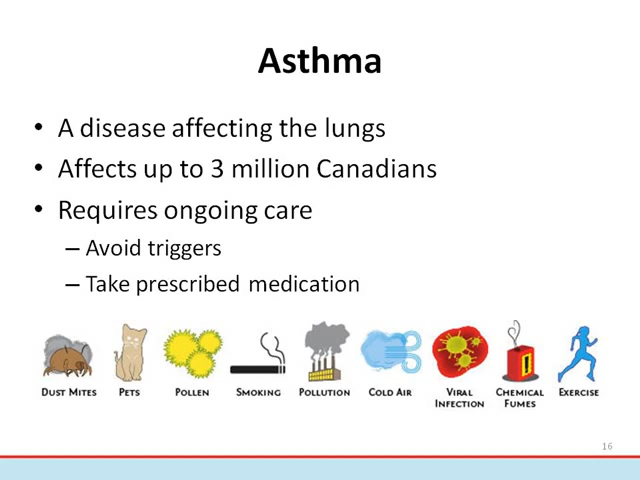 Asthma
• A disease affecting the lungs
• Affects up to 3 million Canadians
• Requires ongoing care
– Avoid triggers
– Take prescribed medication
DUST MITES PETS POLLEN SMOKING POLLUTION COLD AIR VIRAL INFECTION CHEMICAL FUMES EXERCISE
16